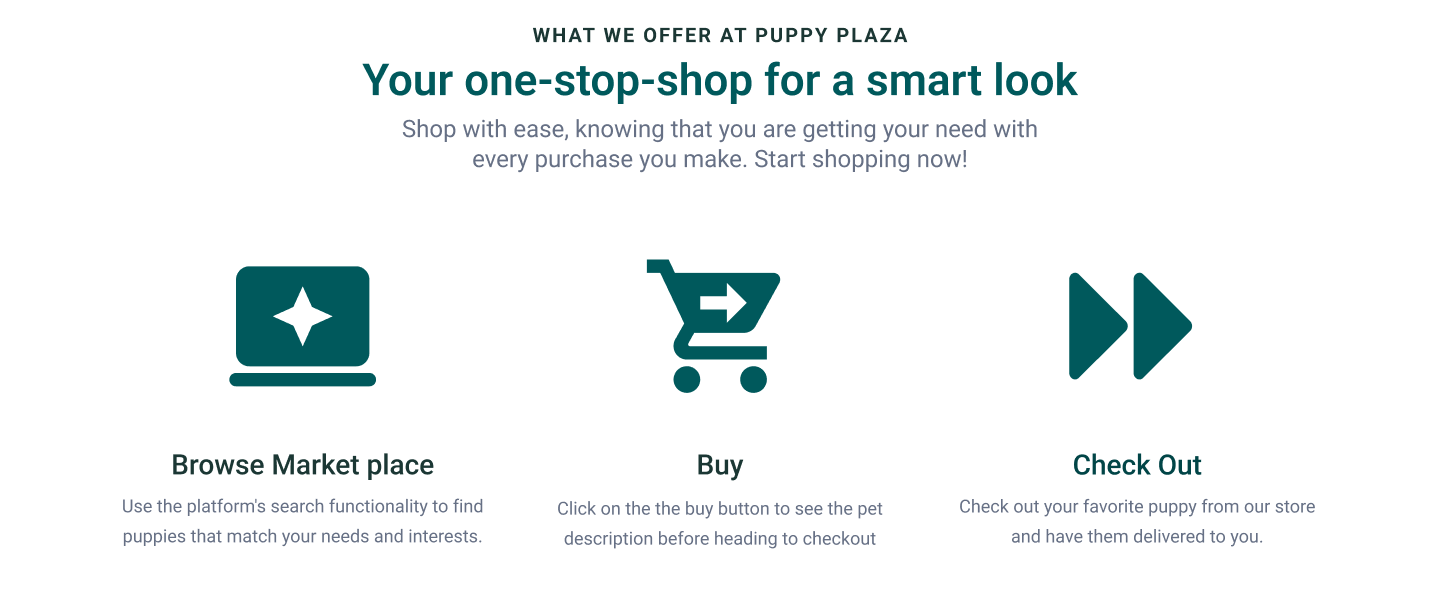 WHAT WE OFFER AT PUPPY PLAZA
Your one-stop-shop for a smart look
Shop with ease, knowing that you are getting your need with
every purchase you make. Start shopping now!
Browse Market place
Use the platform's search functionality to find
puppies that match your needs and interests.
Buy
Click on the the buy button to see the pet
description before heading to checkout
Check Out
Check out your favorite puppy from our store
and have them delivered to you.